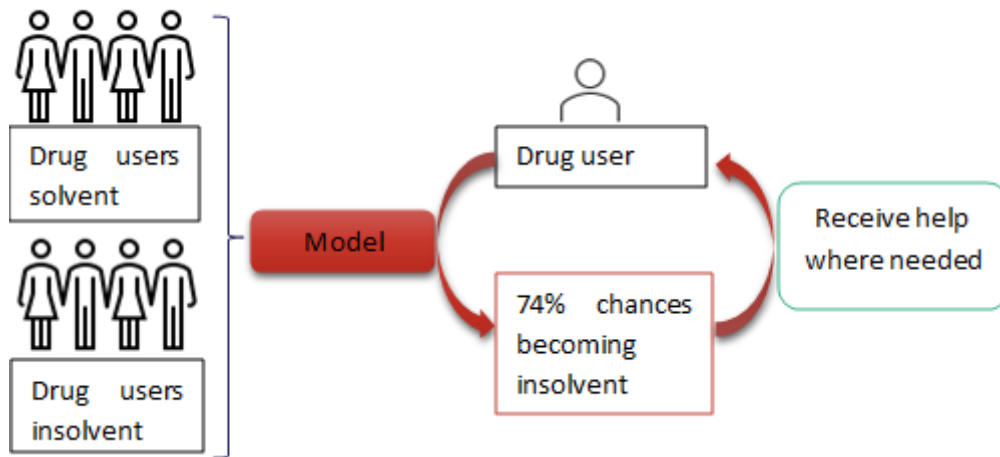 Drug users
solvent
Drug users
insolvent
Model
Drug user
74% chances
becoming
insolvent
Receive help
where needed